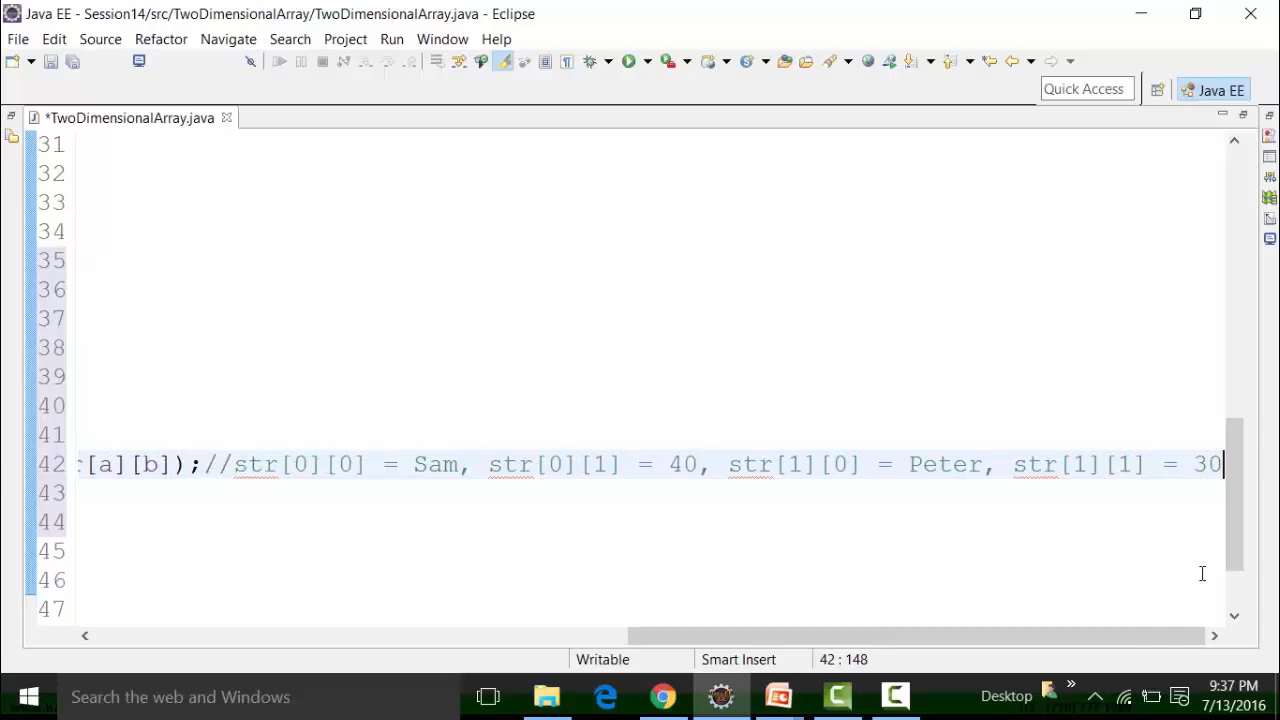 Java EE - Session14/src/TwoDimensionalArray/TwoDimensionalArray.java - Eclipse
File Edit Source Refactor Navigate Search Project Run Window Help
Quick Access Java EE
*TwoDimensionalArray.java
31
32
33
34
35
36
37
38
39
40
41
42 [a][b]);//str[0][0] = Sam, str[0][1] = 40, str[1][0] = Peter, str[1][1] = 30
43
44
45
46
47
Writable Smart Insert 42 : 148
Search the web and Windows Desktop 9:37 PM
7/13/2016